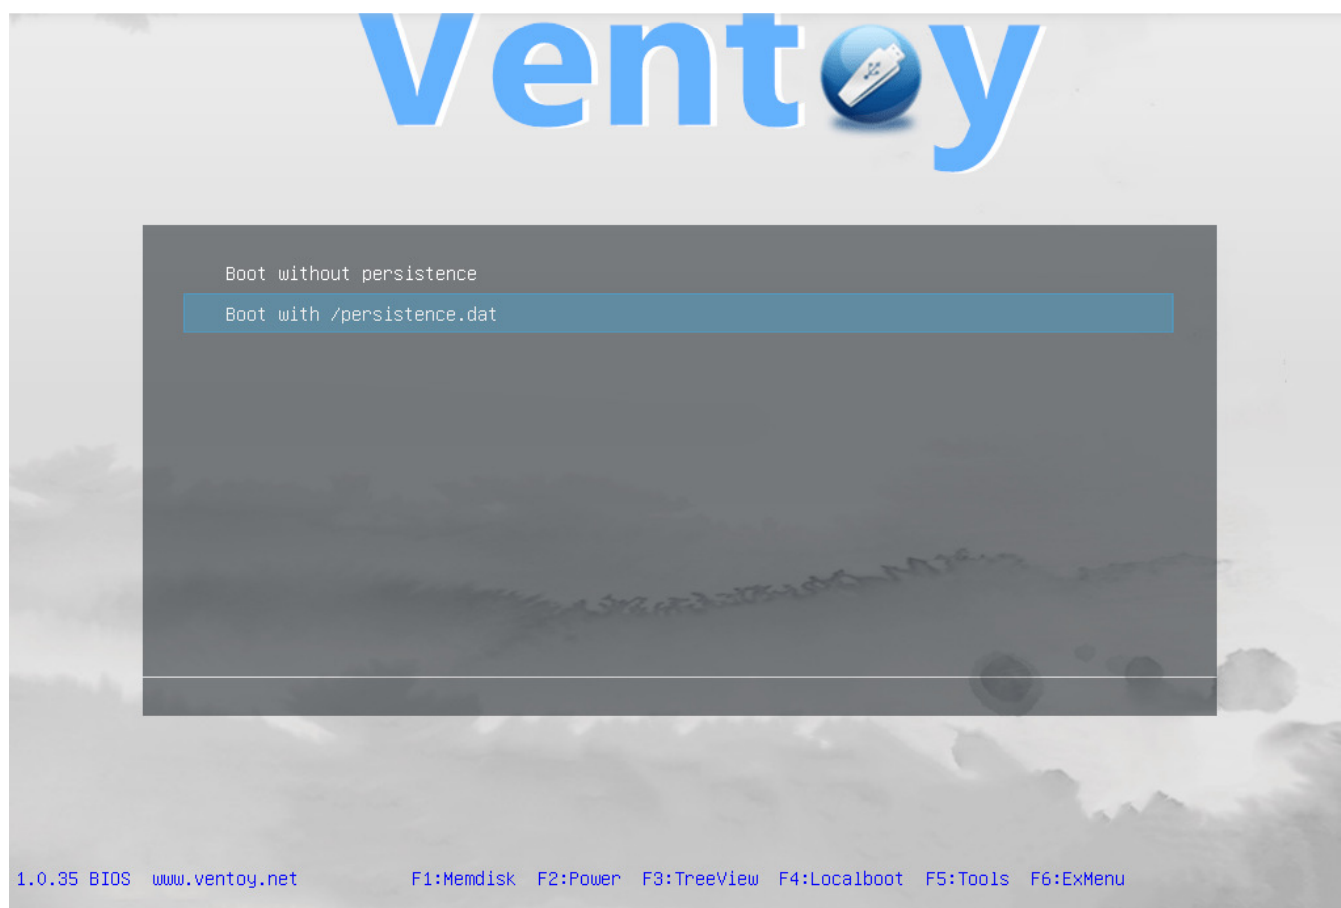 Ventoy
Boot without persistence
Boot with /persistence.dat
1.0.35 BIOS www.ventoy.net F1:Memdisk F2:Power F3:TreeView F4:Localboot F5:Tools F6:ExMenu